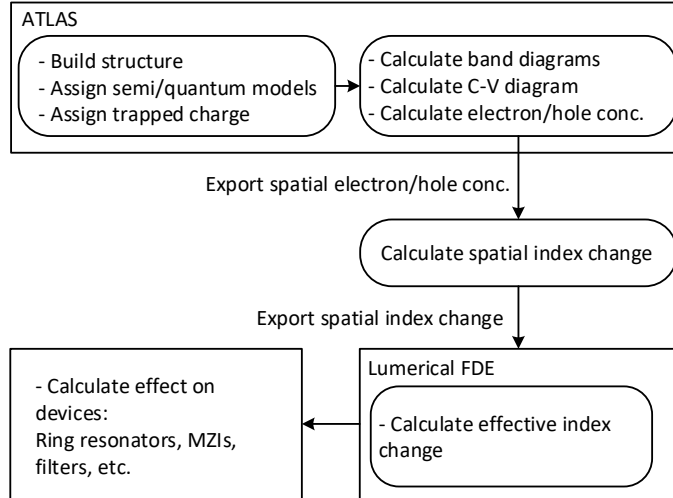 ATLAS
- Build structure
- Assign semi/quantum models
- Assign trapped charge
- Calculate band diagrams
- Calculate C-V diagram
- Calculate electron/hole conc.
Export spatial electron/hole conc.
Calculate spatial index change
Export spatial index change
Lumerical FDE
- Calculate effective index
change
- Calculate effect on
devices:
Ring resonators, MZIs,
filters, etc.